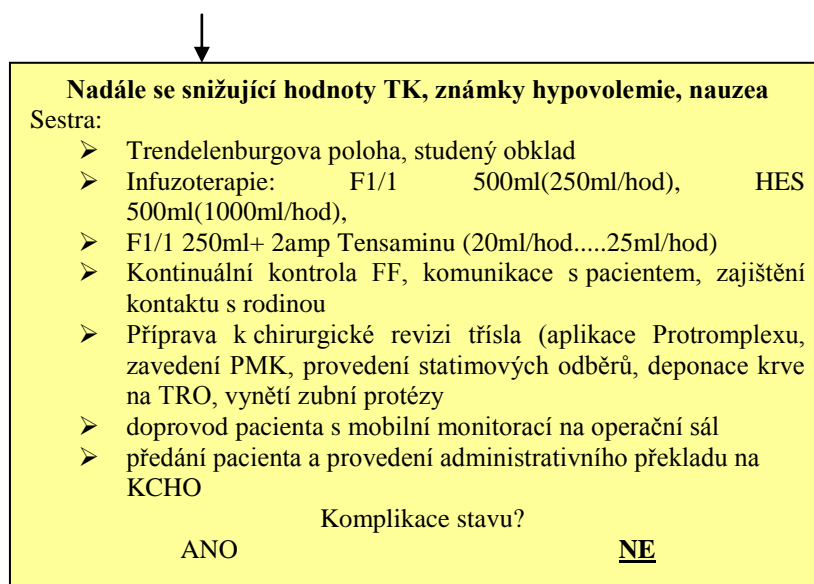 Nadále se snižující hodnoty TK, známky hypovolemie, nauzea
Sestra:
➢ Trendelenburgova poloha, studený obklad
➢ Infuzoterapie: F1/1 500ml(250ml/hod), HES
500ml(1000ml/hod),
➢ F1/1 250ml+ 2amp Tensaminu (20ml/hod.....25ml/hod)
➢ Kontinuální kontrola FF, komunikace s pacientem, zajištění
kontaktu s rodinou
➢ Příprava k chirurgické revizi třísla (aplikace Protromplexu,
zavedení PMK, provedení statimových odběrů, deponace krve
na TRO, vynětí zubní protézy
➢ doprovod pacienta s mobilní monitorací na operační sál
➢ předání pacienta a provedení administrativního překladu na
KCHO
Komplikace stavu?
ANO NE